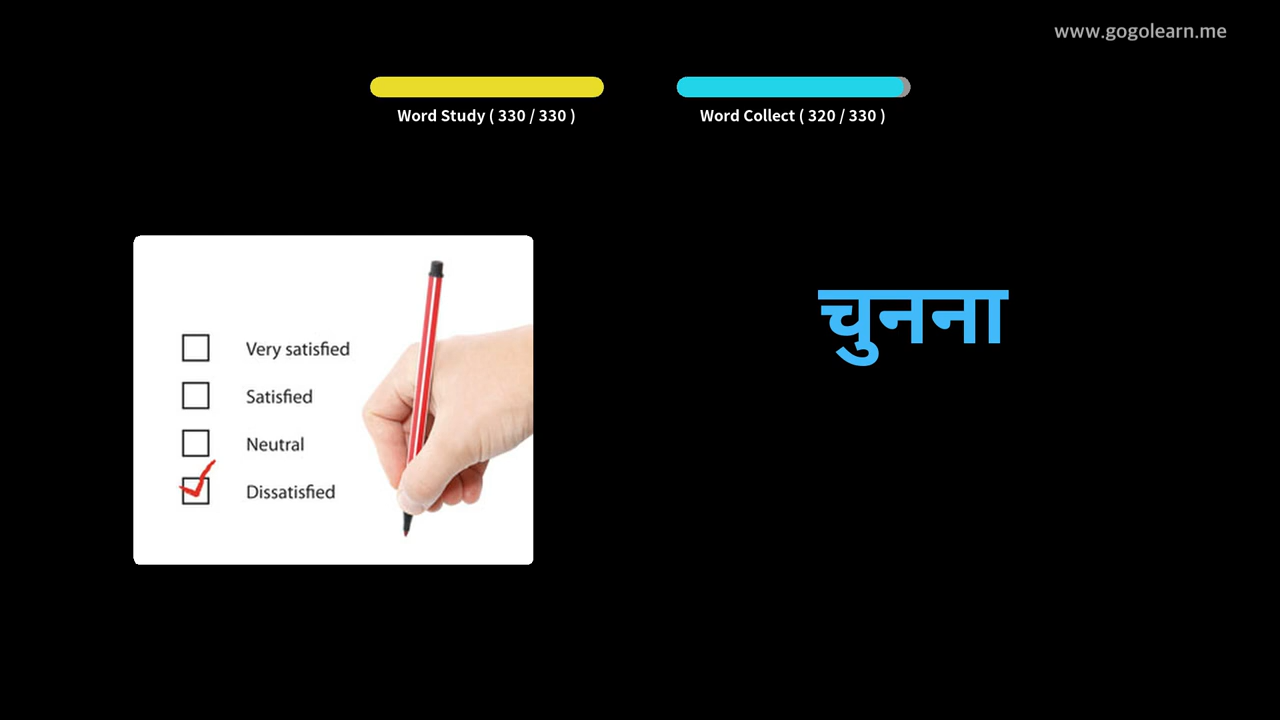 www.gogolearn.me
Word Study ( 330 / 330 )
Word Collect ( 320 / 330 )
Very satisfied
Satisfied
Neutral
Dissatisfied
चुनना